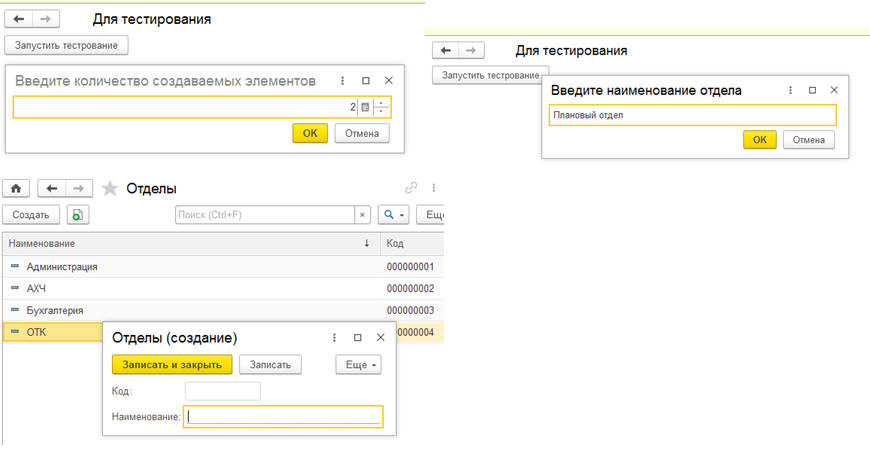 Для тестирования
Запустить тестрование
Введите количество создаваемых элементов
2
OK
Отмена
Для тестирования
Запустить тестрование
Введите наименование отдела
Плановый отдел
OK
Отмена
Отделы
Создать
Поиск (Ctrl+F)
×
Еще
Наименование ↓ Код
Администрация 000000001
АХЧ 000000002
Бухгалтерия 000000003
ОТК 0000004
Отделы (создание)
Записать и закрыть
Записать
Еще
Код:
Наименование: